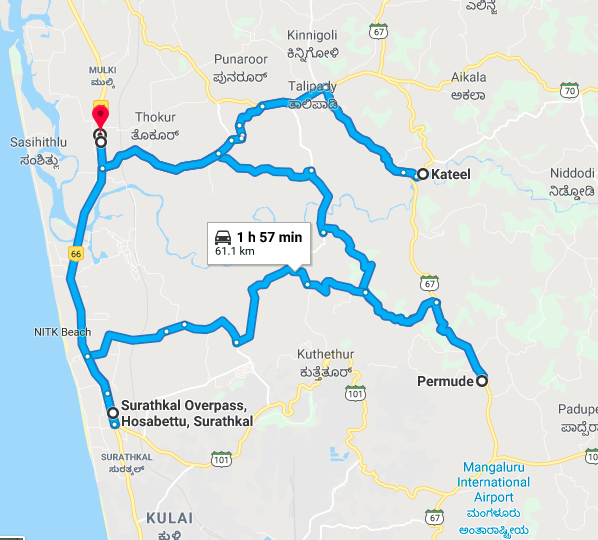 Kinnigoli
ಕಿನ್ನಿಗೋಳಿ
67
ಎಲಿನ್ಜೆ
Punaroor
ಪುನರೂರ್
MULKI
ಮುಲ್ಕಿ
Talipady
ತಾಲಿಪಾಡಿ
Aikala
ಐಕಳಾ
70
Thokur
ತೊಕೂರ್
Sasihithlu
ಸಂಶಿತ್ಲು
Kateel
Niddodi
ನಿಡ್ಡೋಡಿ
1 h 57 min
61.1 km
66
67
NITK Beach
Kuthethur
ಕುತ್ತೆತೂರ್
Permude
101
Surathkal Overpass,
Hosabettu, Surathkal
Padupe
ಪಾದ್ಪೆರಾ
SURATHKAL
ಸುರತ್ಕಲ್
101
10
Mangaluru
International
Airport
ಮಂಗಳೂರು
ಅಂತಾರಾಷ್ಟ್ರೀಯ
KULAI
ಕುಳಿ
67